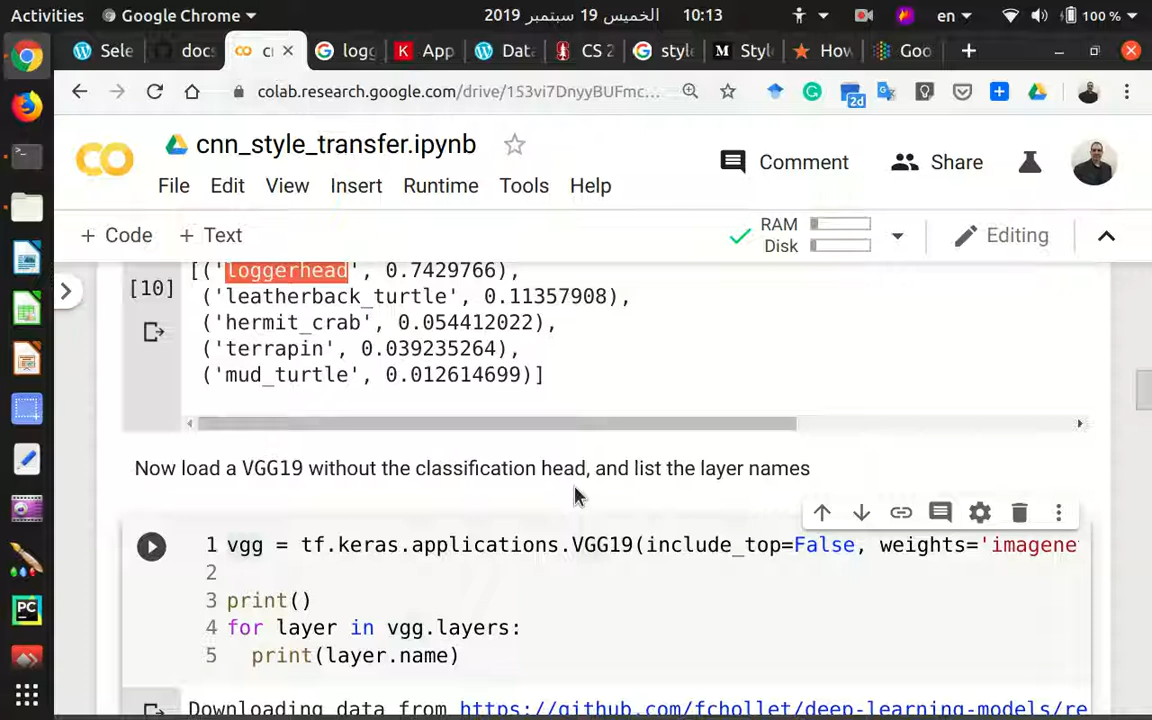 Activities Google Chrome الخميس 19 سبتمبر 2019 10:13 en 100 %
Sele docs cr logg App Data CS 2 style Styl How Goo
colab.research.google.com/drive/153vi7DnyyBUFmc... 2d
cnn_style_transfer.ipynb
Comment Share
File Edit View Insert Runtime Tools Help
+ Code + Text RAM Disk Editing
[('loggerhead', 0.7429766),
[10]
('leatherback_turtle', 0.11357908),
('hermit_crab', 0.054412022),
('terrapin', 0.039235264),
('mud_turtle', 0.012614699)]
Now load a VGG19 without the classification head, and list the layer names
1 vgg = tf.keras.applications.VGG19(include_top=False, weights='imagene
2
3 print()
4 for layer in vgg.layers:
5 print(layer.name)
Downloading data from https://github.com/fchollet/deep-learning-models/re